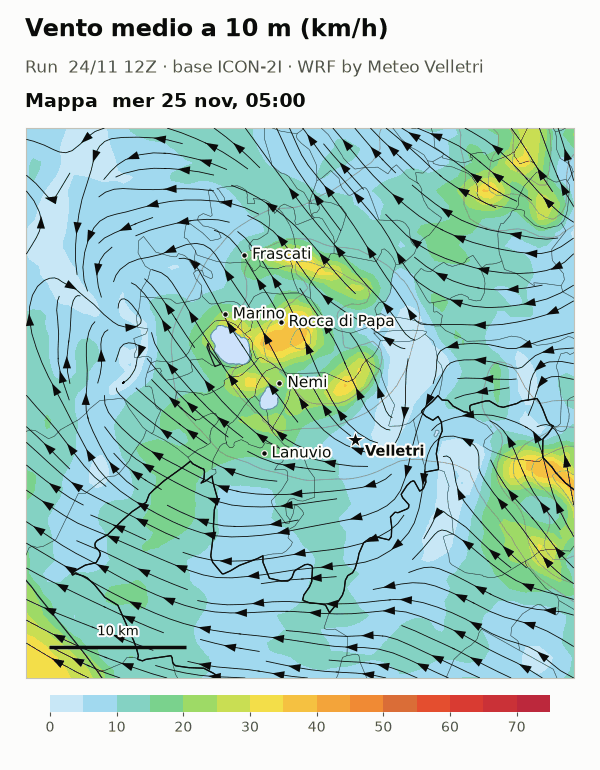 Vento medio a 10 m (km/h)
Run  24/11 12Z · base ICON-2I · WRF by Meteo Velletri
Mappa  mer 25 nov, 05:00
Frascati
Marino
Rocca di Papa
Nemi
Velletri
Lanuvio
10 km
0 10 20 30 40 50 60 70